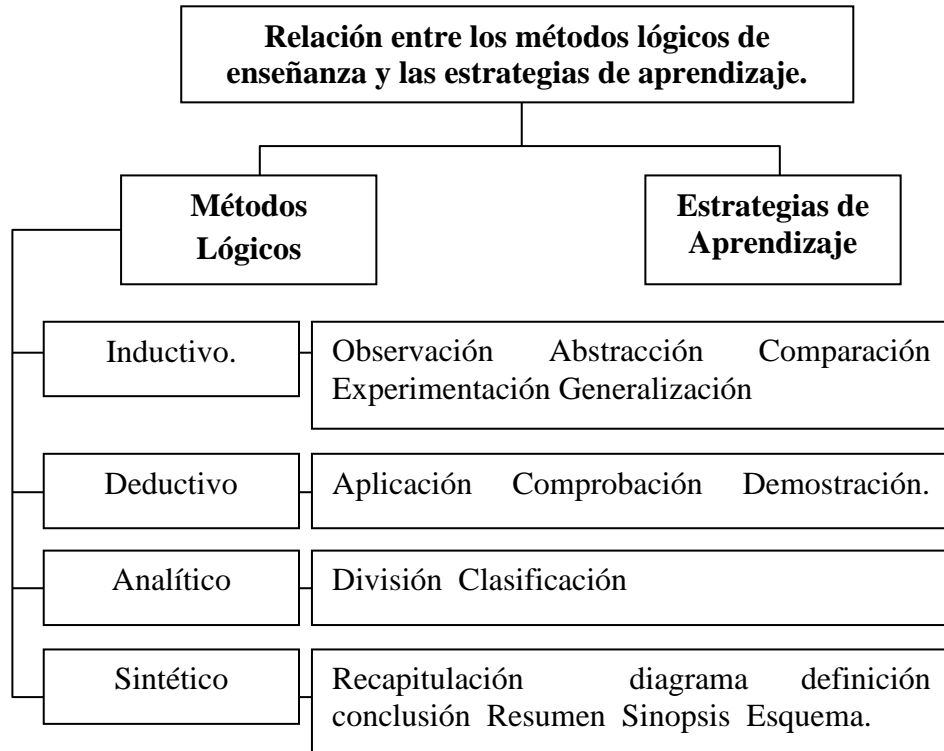 Relación entre los métodos lógicos de
enseñanza y las estrategias de aprendizaje.
Métodos
Lógicos
Estrategias de
Aprendizaje
Inductivo.
Observación Abstracción Comparación
Experimentación Generalización
Deductivo
Aplicación Comprobación Demostración.
Analítico
División Clasificación
Sintético
Recapitulación diagrama definición
conclusión Resumen Sinopsis Esquema.